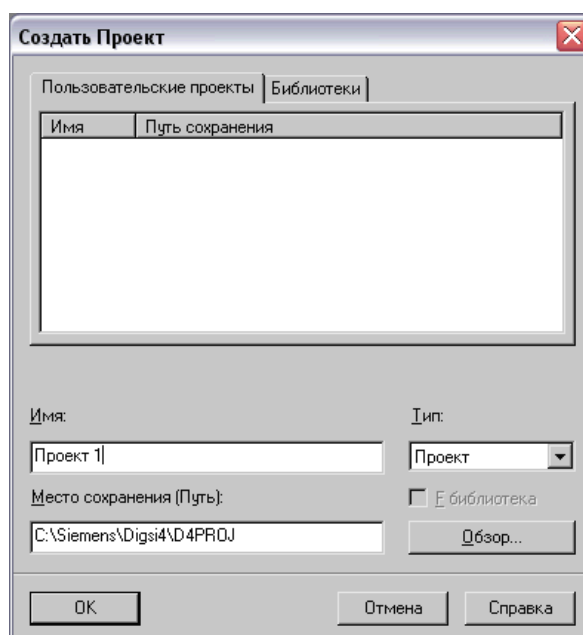 Создать Проект
Пользовательские проекты Библиотеки
Имя Путь сохранения
Имя: Тип:
Проект 1 Проект
Место сохранения (Путь): F библиотека
C:\Siemens\Digsi4\D4PROJ Обзор...
OK Отмена Справка